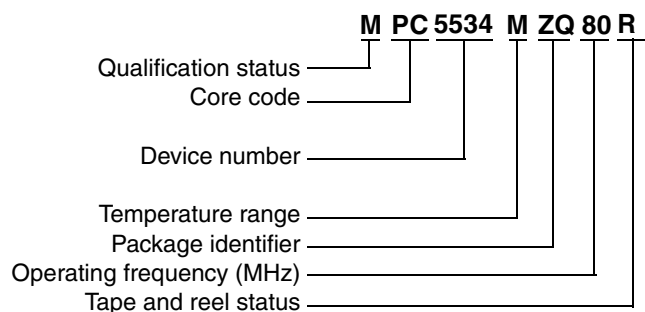 M PC 5534 M ZQ 80 R
Qualification status
Core code
Device number
Temperature range
Package identifier
Operating frequency (MHz)
Tape and reel status